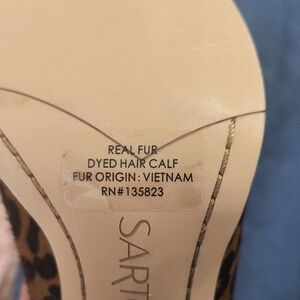 REAL FUR
DYED HAIR CALF
FUR ORIGIN: VIETNAM
RN#135823
SART